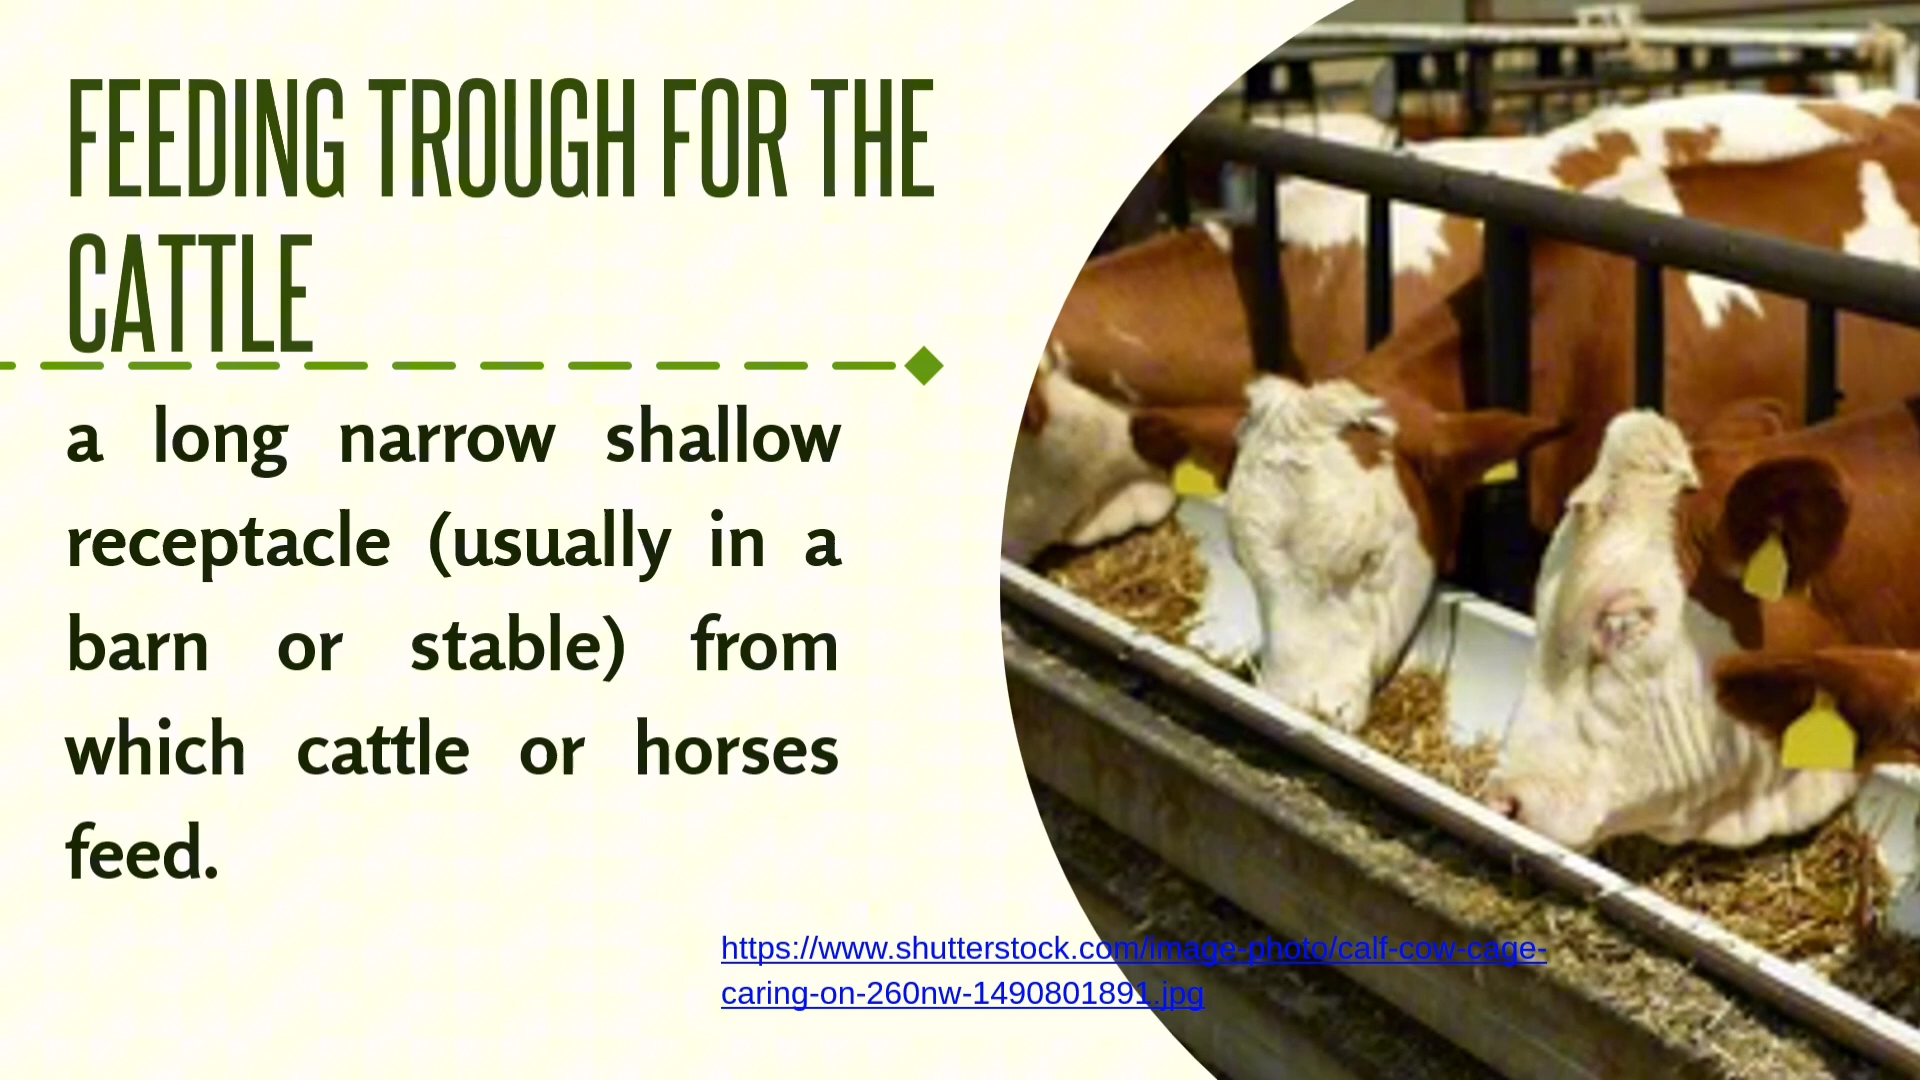 FEEDING TROUGH FOR THE
CATTLE
a long narrow shallow
receptacle (usually in a
barn or stable) from
which cattle or horses
feed.
https://www.shutterstock.com/image-photo/calf-cow-cage-
caring-on-260nw-1490801891.jpg